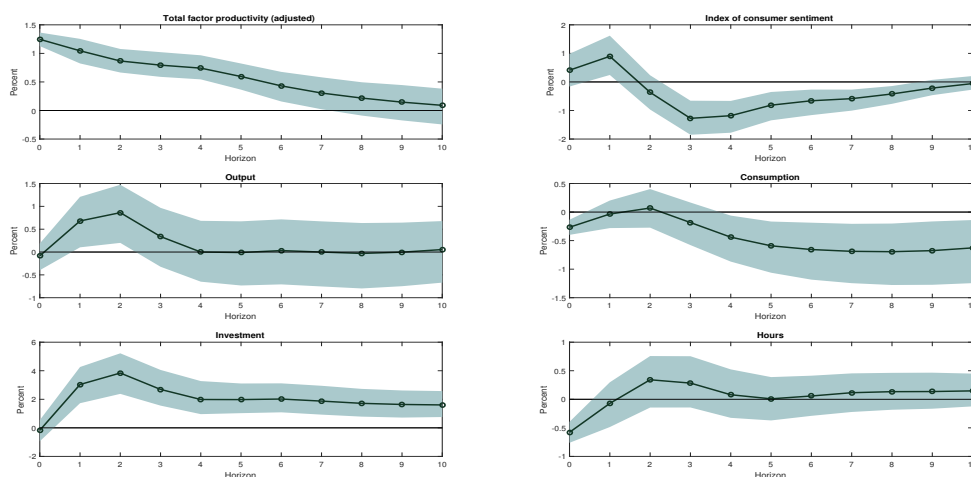 Total factor productivity (adjusted)
1.5
1
0.5
0
-0.5
Percent
0 1 2 3 4 5 6 7 8 9 10
Horizon
Index of consumer sentiment
2
1
0
-1
-2
Percent
0 1 2 3 4 5 6 7 8 9
Horizon
Output
1.5
1
0.5
0
-0.5
-1
Percent
0 1 2 3 4 5 6 7 8 9 10
Horizon
Consumption
0.5
0
-0.5
-1
-1.5
Percent
0 1 2 3 4 5 6 7 8 9
Horizon
Investment
6
4
2
0
-2
Percent
0 1 2 3 4 5 6 7 8 9 10
Horizon
Hours
1
0.5
0
-0.5
-1
Percent
0 1 2 3 4 5 6 7 8 9
Horizon